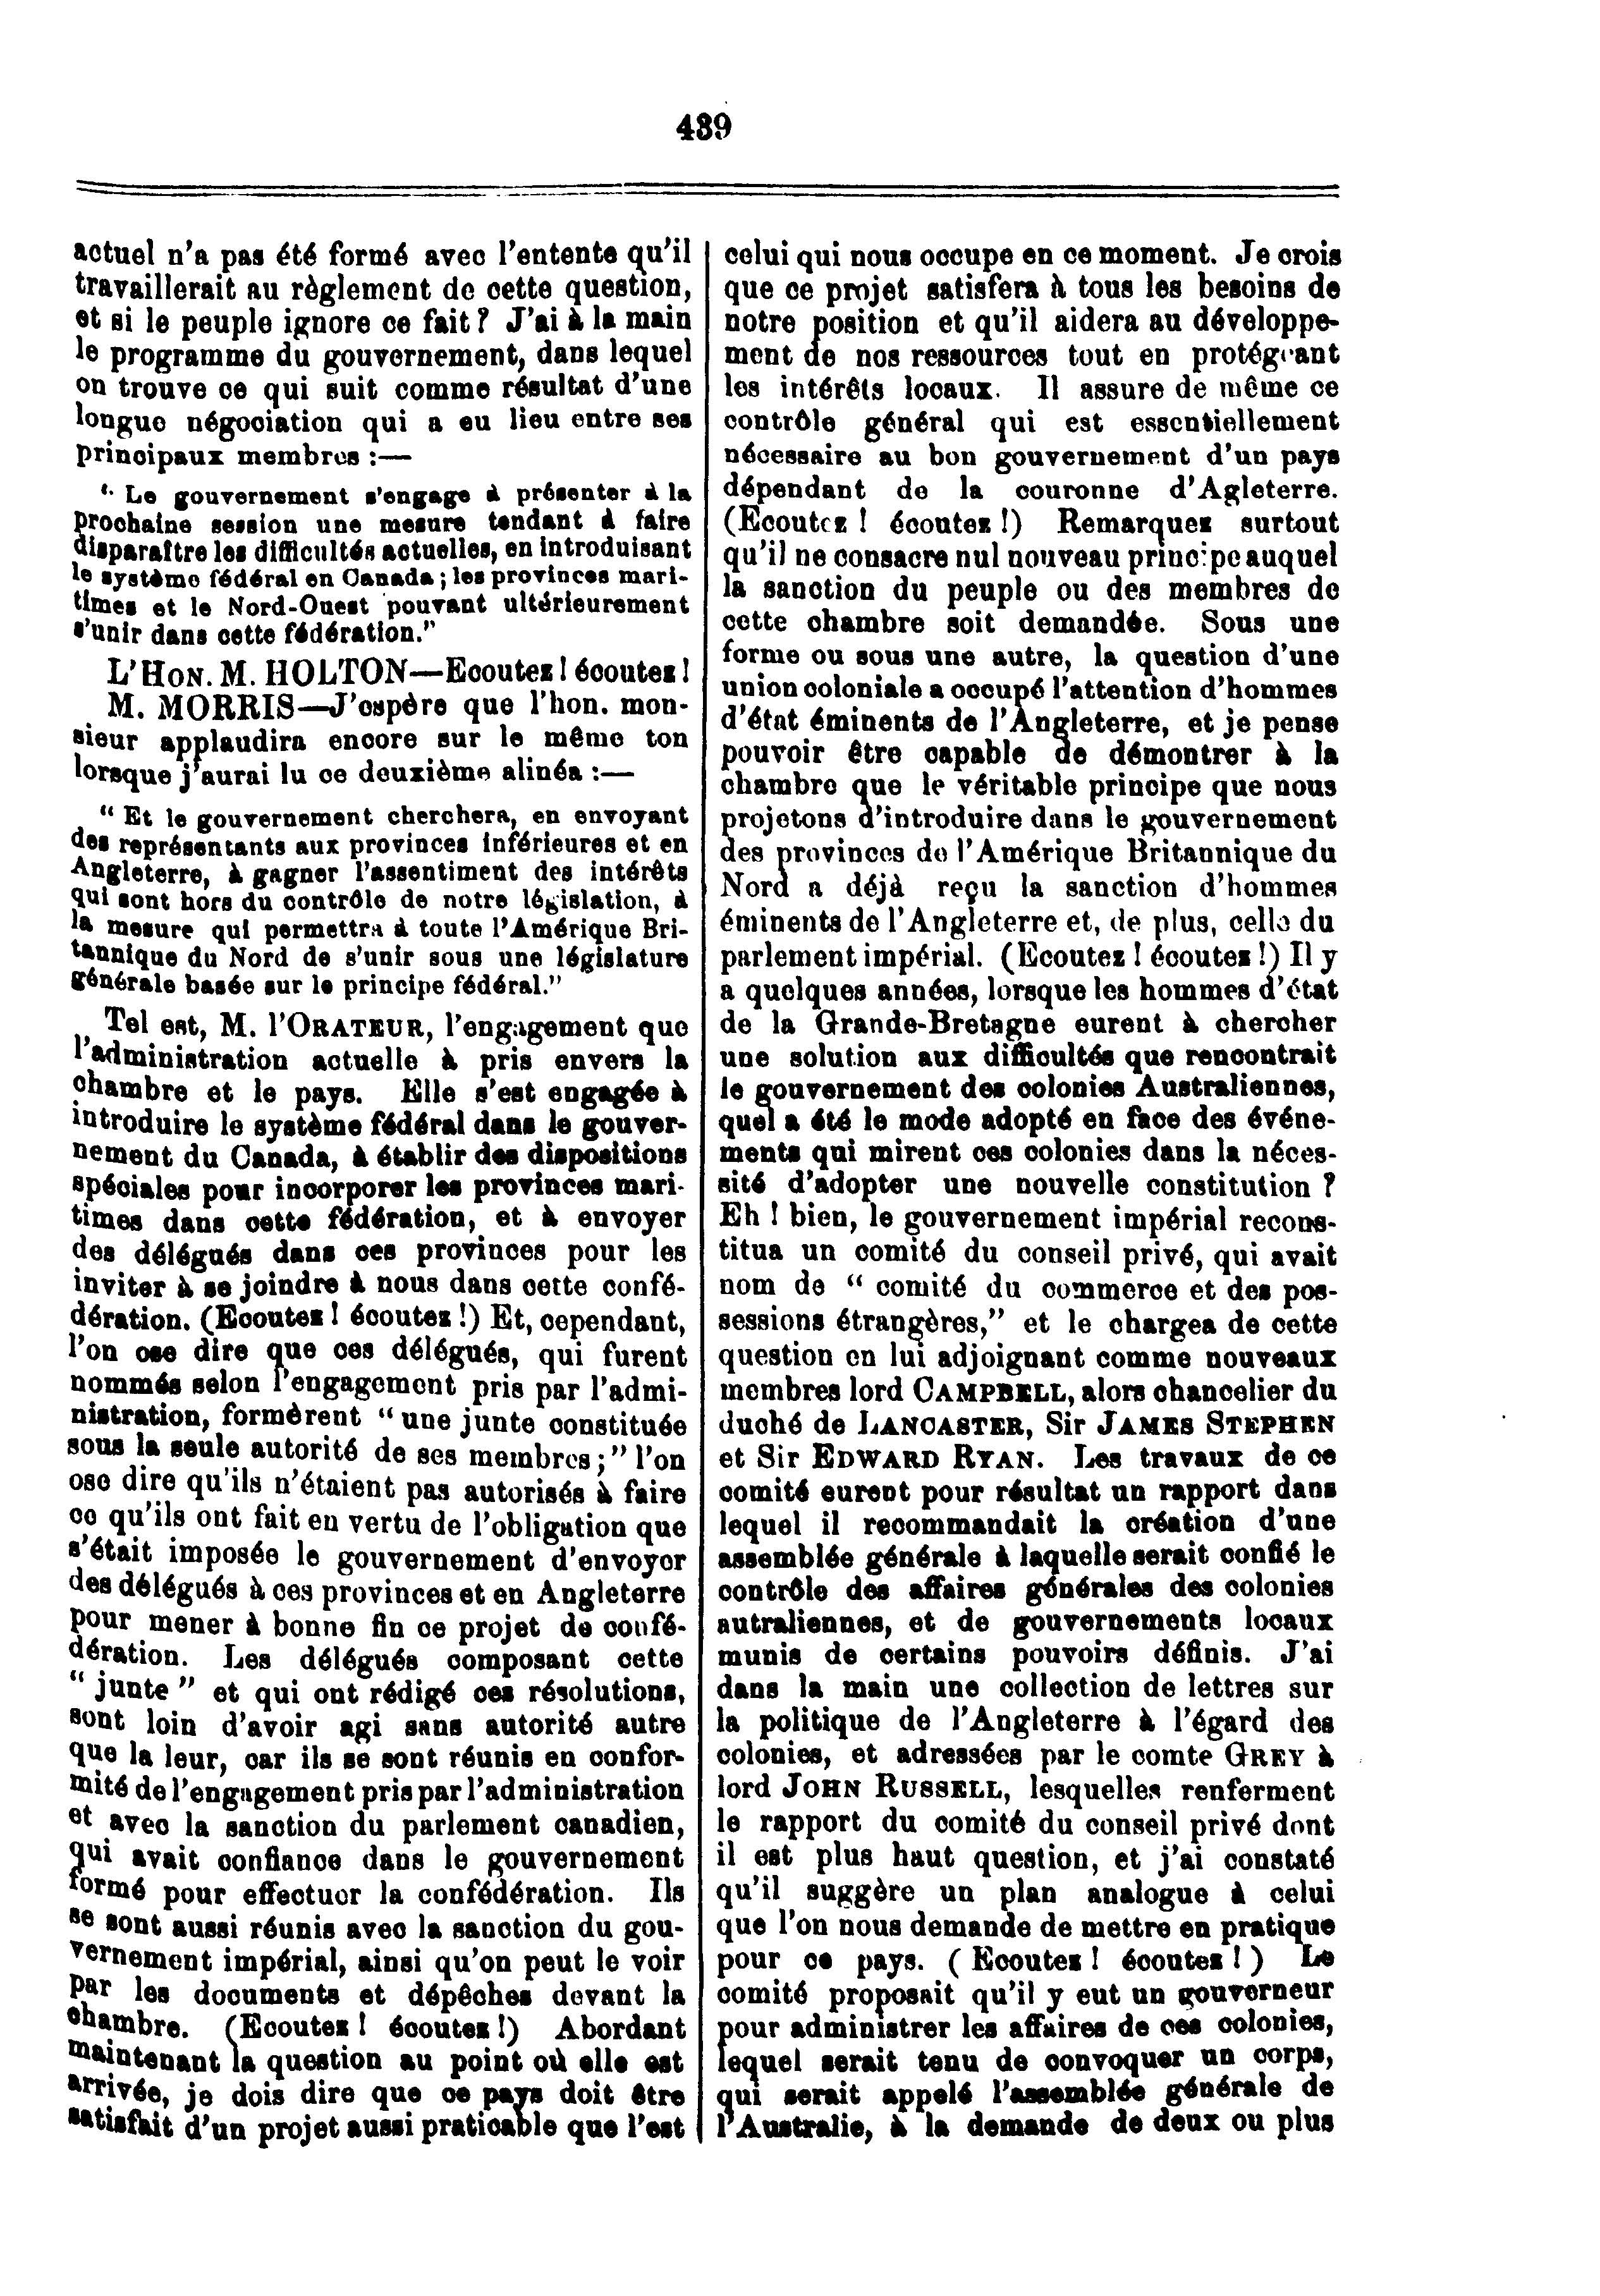 439
actuel n'a pas été formé avec l'entente qu'il
travaillerait au règlement de cette question,
et si le peuple ignore ce fait ? J'ai à la main
le programme du gouvernement, dans lequel
on trouve ce qui suit comme résultat d'une
longue négociation qui a eu lieu entre ses
principaux membres :—
“ Le gouvernement s'engage à présenter à la
prochaine session une mesure tendant à faire
disparaître les difficultés actuelles, en introduisant
le système fédéral en Canada ; les provinces mari-
times et le Nord-Ouest pouvant ultérieurement
s'unir dans cette fédération.”
L'HON. M. HOLTON—Ecoutez ! écoutez !
M. MORRIS—J'espère que l'hon. mon-
sieur applaudira encore sur le même ton
lorsque j'aurai lu ce deuxième alinéa :—
“ Et le gouvernement cherchera, en envoyant
des représentants aux provinces inférieures et en
Angleterre, à gagner l'assentiment des intérêts
qui sont hors du contrôle de notre législation, à
la mesure qui permettra à toute l'Amérique Bri-
tannique du Nord de s'unir sous une législature
générale basée sur le principe fédéral.”
Tel est, M. l'ORATEUR, l'engagement que
l'administration actuelle à pris envers la
chambre et le pays. Elle s'est engagée à
introduire le système fédéral dans le gouver-
nement du Canada, à établir des dispositions
spéciales pour incorporer les provinces mari-
times dans cette fédération, et à envoyer
des délégués dans ces provinces pour les
inviter à se joindre à nous dans cette confé-
dération. (Ecoutez ! écoutez !) Et, cependant,
l'on ose dire que ces délégués, qui furent
nommés selon l'engagement pris par l'admi-
nistration, formèrent “ une junte constituée
sous la seule autorité de ses membres ; ” l'on
ose dire qu'ils n'étaient pas autorisés à faire
ce qu'ils ont fait en vertu de l'obligation que
s'était imposée le gouvernement d'envoyer
des délégués à ces provinces et en Angleterre
pour mener à bonne fin ce projet de confé-
dération. Les délégués composant cette
“ junte ” et qui ont rédigé ces résolutions,
sont loin d'avoir agi sans autorité autre
que la leur, car ils se sont réunis en confor-
mité de l'engagement pris par l'administration
et avec la sanction du parlement canadien,
qui avait confiance dans le gouvernement
formé pour effectuer la confédération. Ils
se sont aussi réunis avec la sanction du gou-
vernement impérial, ainsi qu'on peut le voir
par les documents et dépêches devant la
chambre. (Ecoutez ! écoutez !) Abordant
maintenant la question au point où elle est
arrivée, je dois dire que ce pays doit être
satisfait d'un projet aussi praticable que l'est
celui qui nous occupe en ce moment. Je crois
que ce projet satisfera à tous les besoins de
notre position et qu'il aidera au développe-
ment de nos ressources tout en protégeant
les intérêts locaux. Il assure de même ce
contrôle général qui est essentiellement
nécessaire au bon gouvernement d'un pays
dépendant de la couronne d'Agleterre.
(Ecoutez ! écoutez !) Remarquez surtout
qu'il ne consacre nul nouveau principe auquel
la sanction du peuple ou des membres de
cette chambre soit demandée. Sous une
forme ou sous une autre, la question d'une
union coloniale a occupé l'attention d'hommes
d'état éminents de l'Angleterre, et je pense
pouvoir être capable de démontrer à la
chambre que le véritable principe que nous
projetons d'introduire dans le gouvernement
des provinces de l'Amérique Britannique du
Nord a déjà reçu la sanction d'hommes
éminents de l'Angleterre et, de plus, celle du
parlement impérial. (Ecoutez ! écoutez !) Il y
a quelques années, lorsque les hommes d'état
de la Grande-Bretagne eurent à chercher
une solution aux difficultés que rencontrait
le gouvernement des colonies Australiennes,
quel a été le mode adopté en face des événe-
ments qui mirent ces colonies dans la néces-
sité d'adopter une nouvelle constitution ?
Eh ! bien, le gouvernement impérial recons-
titua un comité du conseil privé, qui avait
nom de “ comité du commerce et des pos-
sessions étrangères,” et le chargea de cette
question en lui adjoignant comme nouveaux
membres lord CAMPBELL, alors chancelier du
duché de LANCASTER, Sir JAMES STEPHEN
et Sir EDWARD RYAN. Les travaux de ce
comité eurent pour résultat un rapport dans
lequel il recommandait la création d'une
assemblée générale à laquelle serait confié le
contrôle des affaires générales des colonies
autraliennes, et de gouvernements locaux
munis de certains pouvoirs définis. J'ai
dans la main une collection de lettres sur
la politique de l'Angleterre à l'égard des
colonies, et adressées par le comte GREY à
lord JOHN RUSSELL, lesquelles renferment
le rapport du comité du conseil privé dont
il est plus haut question, et j'ai constaté
qu'il suggère un plan analogue à celui
que l'on nous demande de mettre en pratique
pour ce pays. ( Ecoutez ! écoutez ! ) Le
comité proposait qu'il y eut un gouverneur
pour administrer les affaires de ces colonies,
lequel serait tenu de convoquer un corps,
qui serait appelé l'assemblée générale de
l'Australie, à la demande de deux ou plus